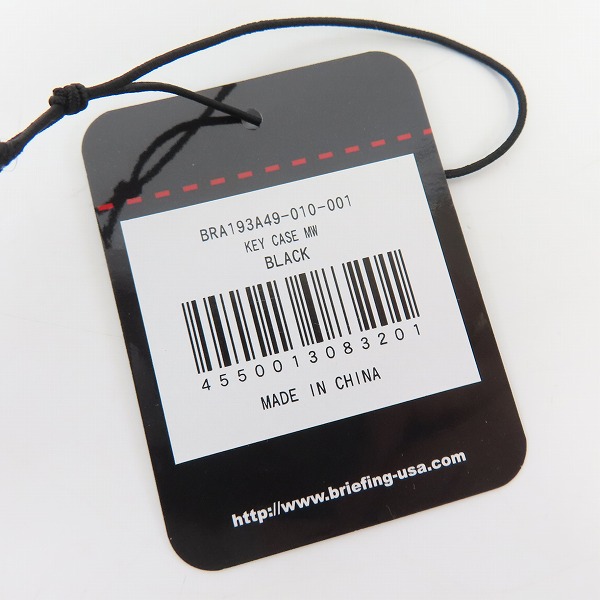 BRA193A49-010-001
KEY CASE MW
BLACK
4550013083201
MADE IN CHINA
http://www.briefing-usa.com